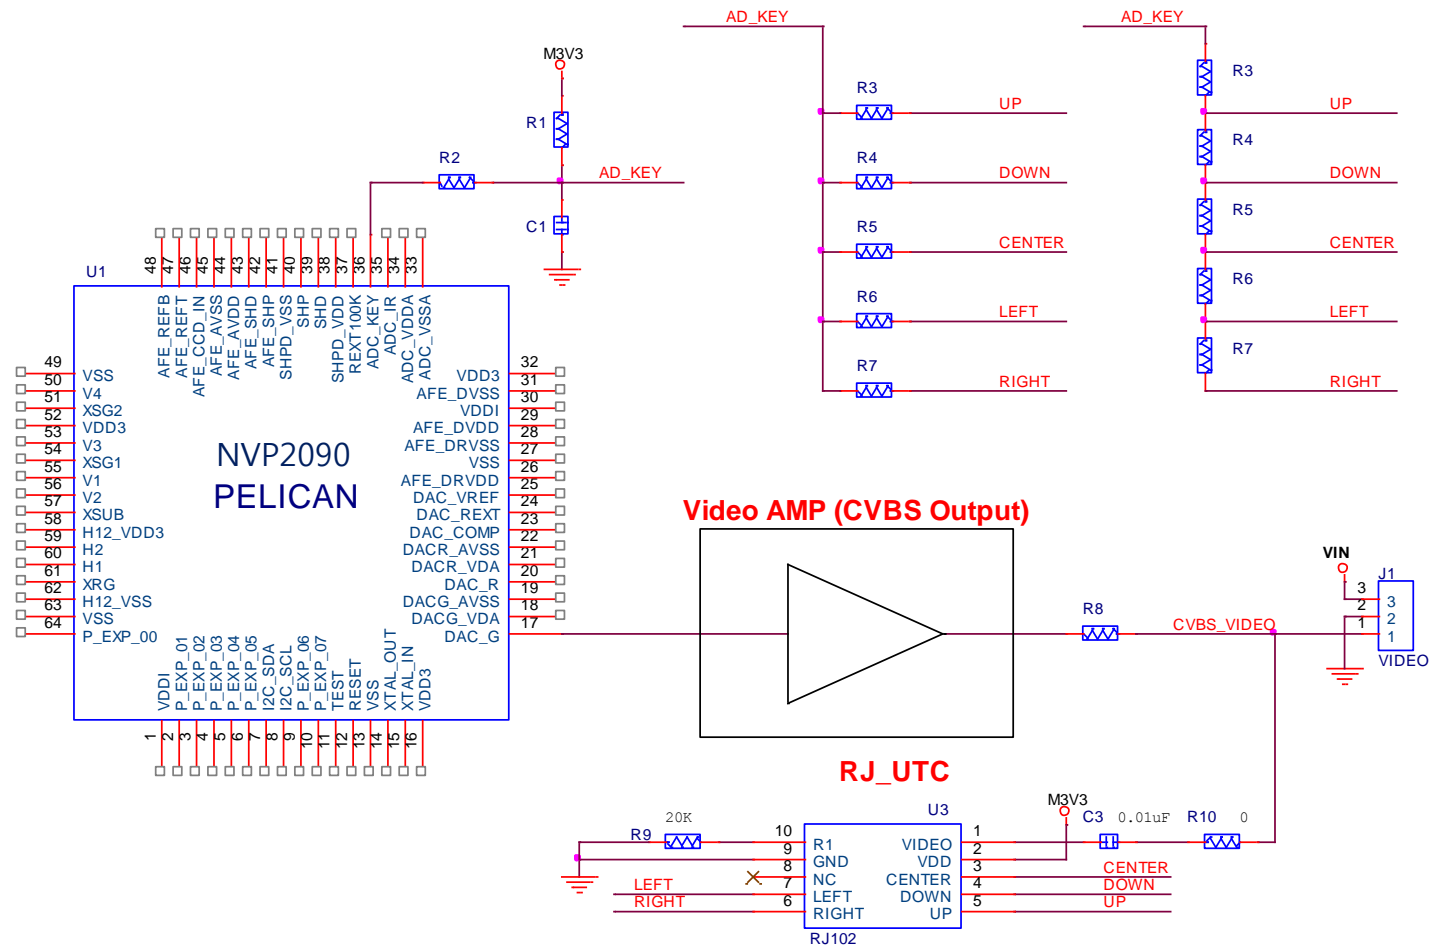 AD_KEY
AD_KEY
M3V3
R1
R2
AD_KEY
C1
R3
UP
R4
DOWN
R5
CENTER
R6
LEFT
R7
RIGHT
R3
UP
R4
DOWN
R5
CENTER
R6
LEFT
R7
RIGHT
U1
48 47 46 45 44 43 42 41 40 39 38 37 36 35 34 33
AFE_REFB
AFE_REFT
AFE_CCD_IN
AFE_AVSS
AFE_AVDD
AFE_SHD
AFE_SHP
SHPD_VSS
SHP
SHD
SHPD_VDD
REXT100K
ADC_KEY
ADC_IR
ADC_VDDA
ADC_VSSA
49 VSS
50 V4
51 XSG2
52 VDD3
53 V3
54 XSG1
55 V1
56 V2
57 XSUB
58 H12_VDD3
59 H2
60 H1
61 XRG
62 H12_VSS
63 VSS
64 P_EXP_00
NVP2090
PELICAN
VDD3 32
AFE_DVSS 31
VDDI 30
AFE_DVDD 29
AFE_DRVSS 28
VSS 27
AFE_DRVDD 26
DAC_VREF 25
DAC_REXT 24
DAC_COMP 23
DACR_AVSS 22
DACR_VDA 21
DAC_R 20
DACG_AVSS 19
DACG_VDA 18
DAC_G 17
VDDI
P_EXP_01
P_EXP_02
P_EXP_03
P_EXP_04
P_EXP_05
I2C_SDA
I2C_SCL
P_EXP_06
P_EXP_07
TEST
RESET
VSS
XTAL_OUT
XTAL_IN
VDD3
1 2 3 4 5 6 7 8 9 10 11 12 13 14 15 16
Video AMP (CVBS Output)
R8
CVBS_VIDEO
VIN
J1
3 3
2 2
1 1
VIDEO
RJ_UTC
U3
M3V3
C3 0.01uF
R10 0
20K
R9
10 R1
9 GND
8 NC
LEFT 7 LEFT
RIGHT 6 RIGHT
VIDEO 1
VDD 2
CENTER 3 CENTER
DOWN 4 DOWN
UP 5 UP
RJ102